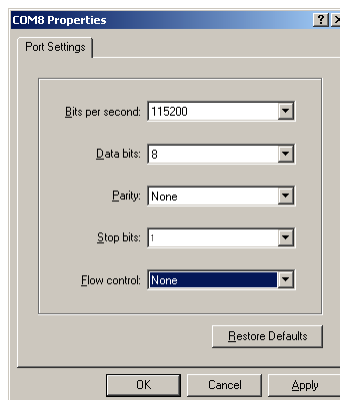 COM8 Properties
Port Settings
Bits per second: 115200
Data bits: 8
Parity: None
Stop bits: 1
Flow control: None
Restore Defaults
OK Cancel Apply